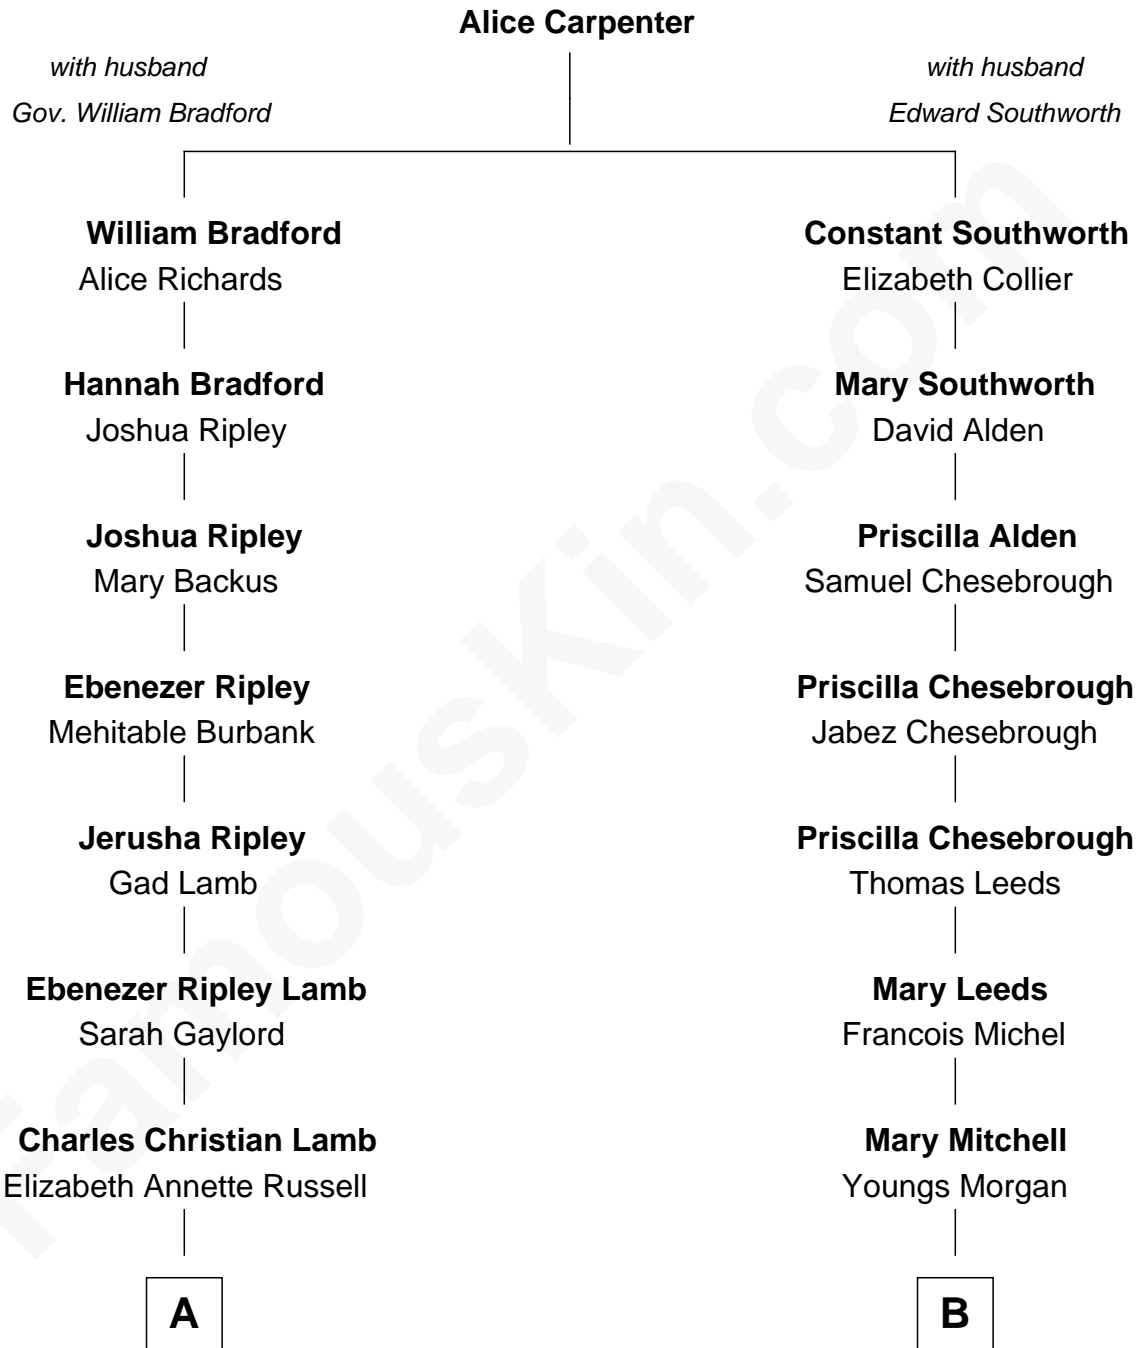 Alice Carpenter
with husband
Gov. William Bradford
with husband
Edward Southworth
William Bradford
Alice Richards
Constant Southworth
Elizabeth Collier
Hannah Bradford
Joshua Ripley
Mary Southworth
David Alden
Joshua Ripley
Mary Backus
Priscilla Alden
Samuel Chesebrough
Ebenezer Ripley
Mehitable Burbank
Priscilla Chesebrough
Jabez Chesebrough
Jerusha Ripley
Gad Lamb
Priscilla Chesebrough
Thomas Leeds
Ebenezer Ripley Lamb
Sarah Gaylord
Mary Leeds
Francois Michel
Charles Christian Lamb
Elizabeth Annette Russell
Mary Mitchell
Youngs Morgan
A
B
FamousKin.com